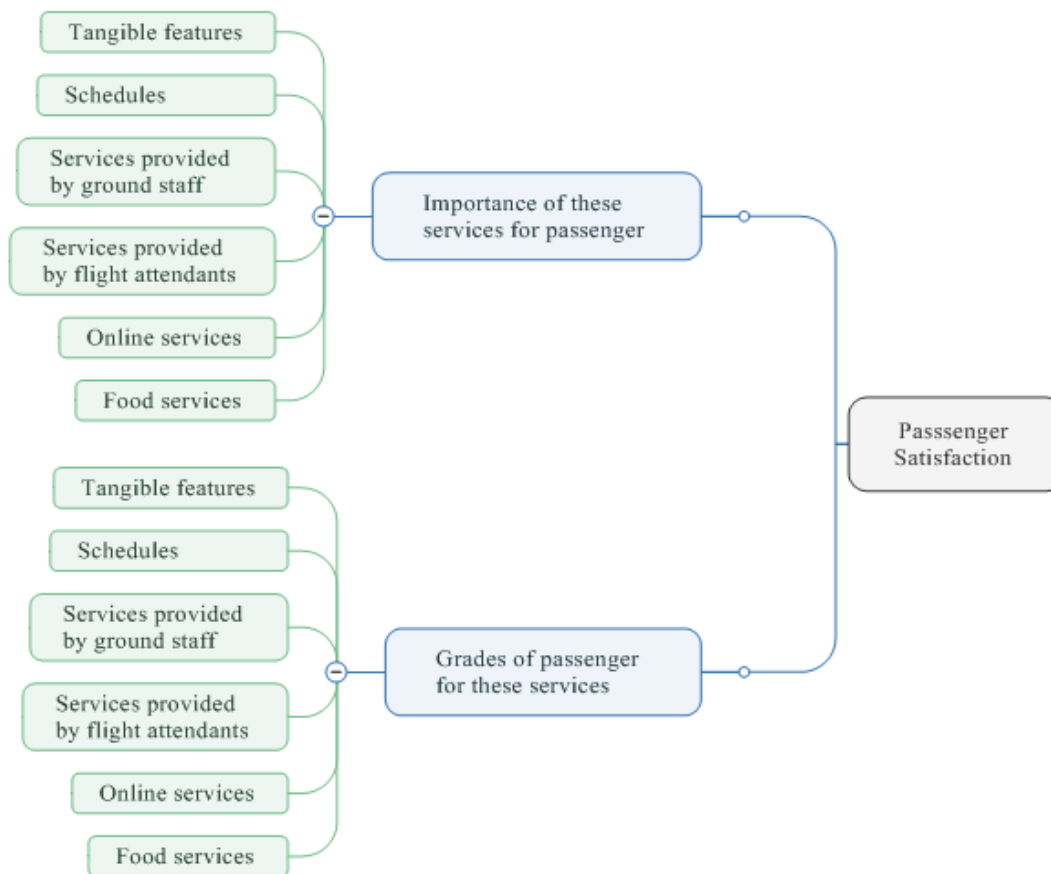 Tangible features
Schedules
Services provided
by ground staff
Services provided
by flight attendants
Online services
Food services
Importance of these
services for passenger
Passsenger
Satisfaction
Tangible features
Schedules
Services provided
by ground staff
Services provided
by flight attendants
Online services
Food services
Grades of passenger
for these services